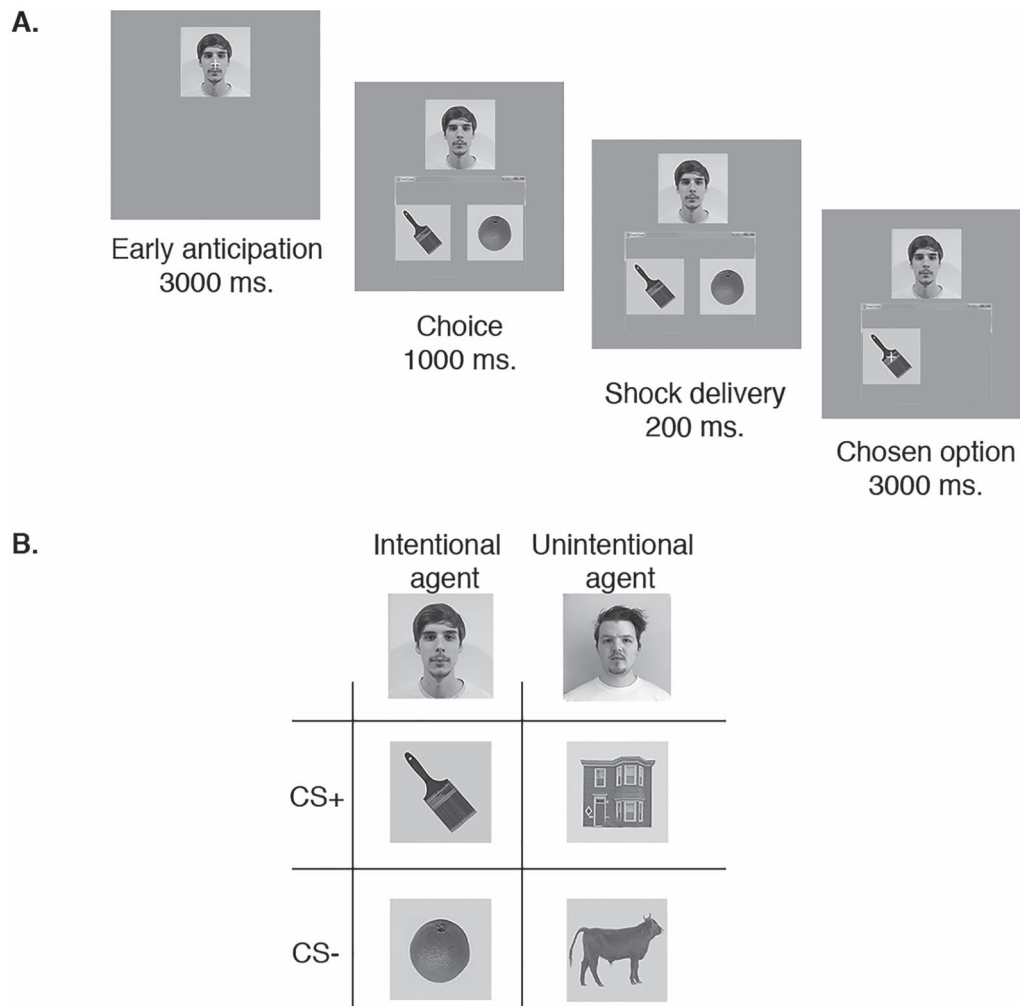 A.
Early anticipation
3000 ms.
Choice
1000 ms.
Shock delivery
200 ms.
Chosen option
3000 ms.
B.
Intentional
agent
Unintentional
agent
CS+
CS-